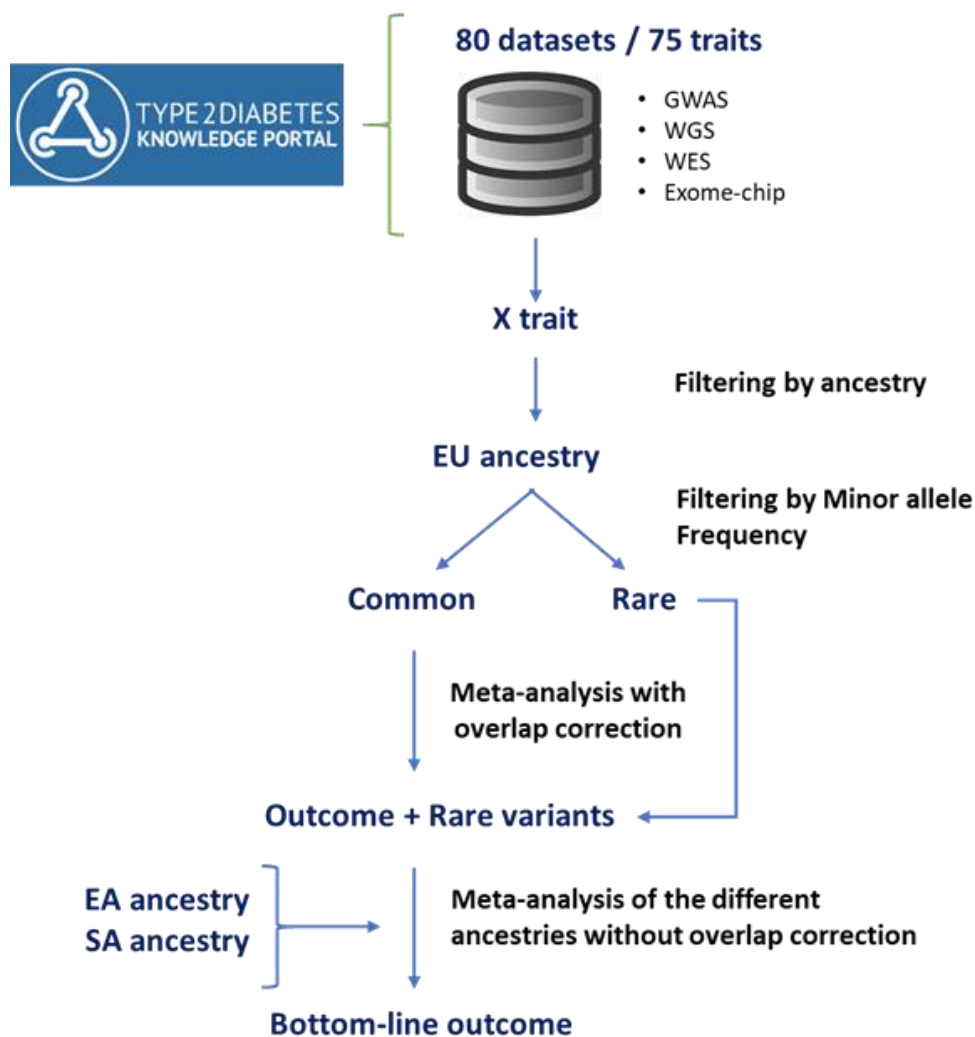 80 datasets / 75 traits
TYPE2DIABETES
KNOWLEDGE PORTAL
• GWAS
• WGS
• WES
• Exome-chip
X trait
Filtering by ancestry
EU ancestry
Filtering by Minor allele
Frequency
Common
Rare
Meta-analysis with
overlap correction
Outcome + Rare variants
EA ancestry
SA ancestry
Meta-analysis of the different
ancestries without overlap correction
Bottom-line outcome